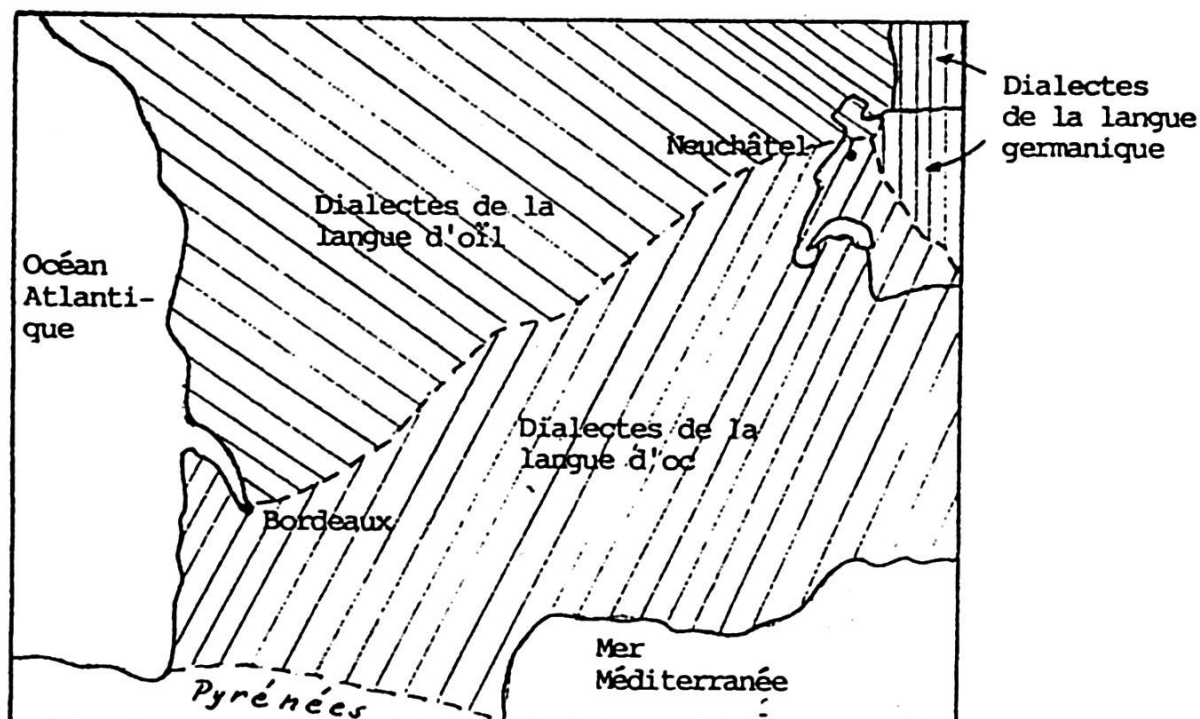 Dialectes
de la langue
germanique
Neuchâtel
Dialectes de la
langue d'oïl
Océan
Atlanti-
que
Dialectes de la
langue d'oc
Bordeaux
Mer
Méditerranée
Pyrénées